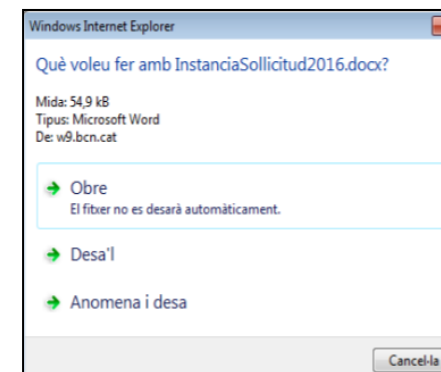 Windows Internet Explorer
Què voleu fer amb InstanciaSollicitud2016.docx?
Mida: 54,9 kB
Tipus: Microsoft Word
De: w9.bcn.cat
Obre
El fitxer no es desarà automàticament.
Desa'l
Anomena i desa
Cancel·la